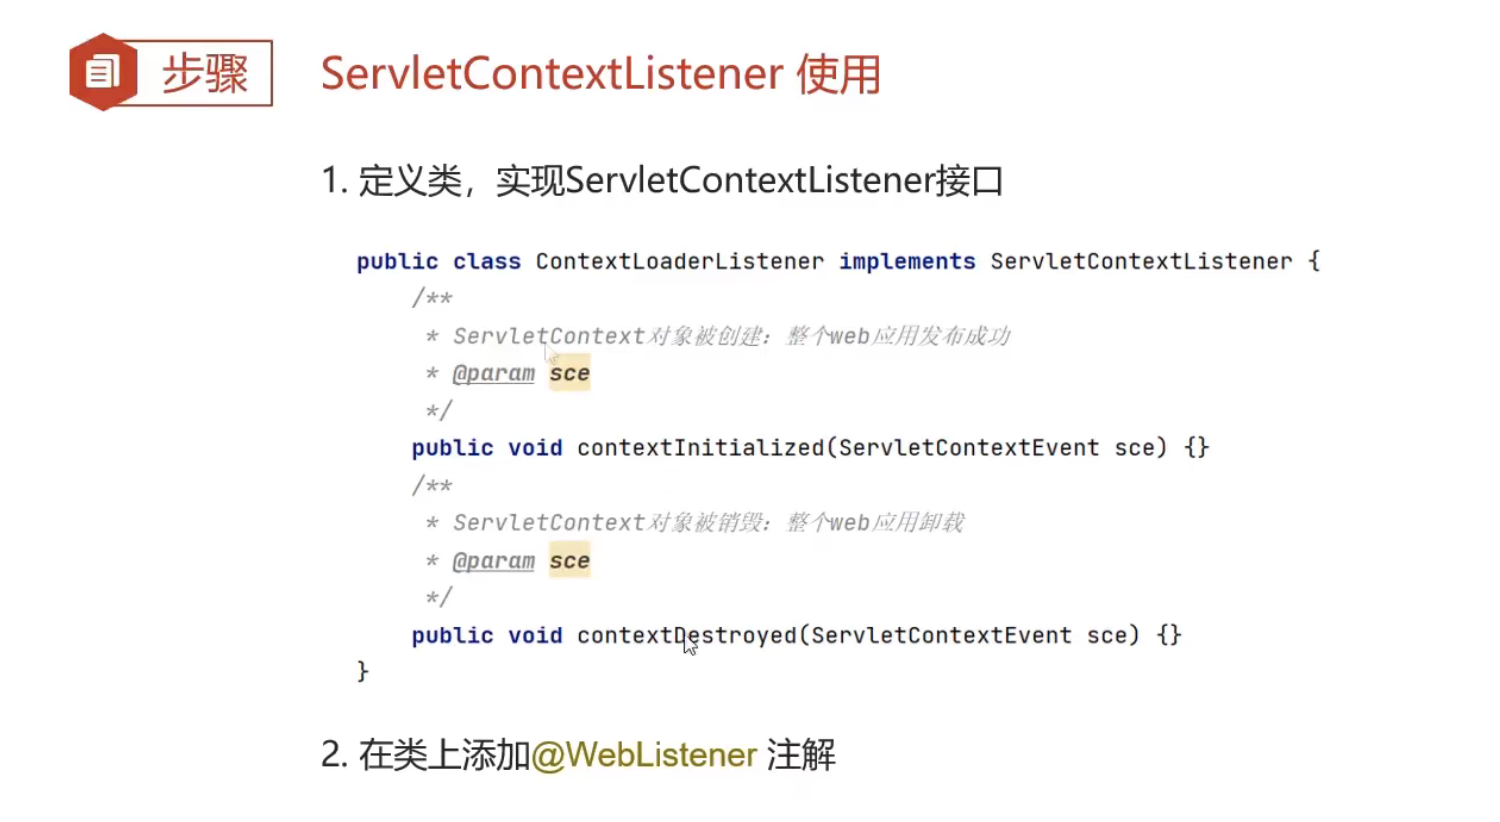 步骤
ServletContextListener 使用
1. 定义类，实现ServletContextListener接口
public class ContextLoaderListener implements ServletContextListener {
/**
* ServletContext对象被创建：整个web应用发布成功
* @param sce
*/
public void contextInitialized(ServletContextEvent sce) {}
/**
* ServletContext对象被销毁：整个web应用卸载
* @param sce
*/
public void contextDestroyed(ServletContextEvent sce) {}
}
2. 在类上添加@WebListener 注解